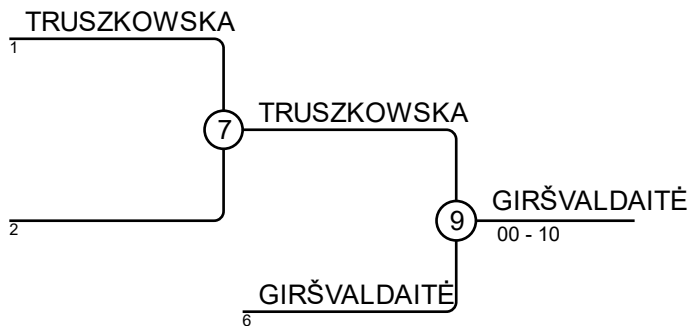 TRUSZKOWSKA
1
7
TRUSZKOWSKA
2
9
GIRŠVALDAITĖ
00 - 10
GIRŠVALDAITĖ
6